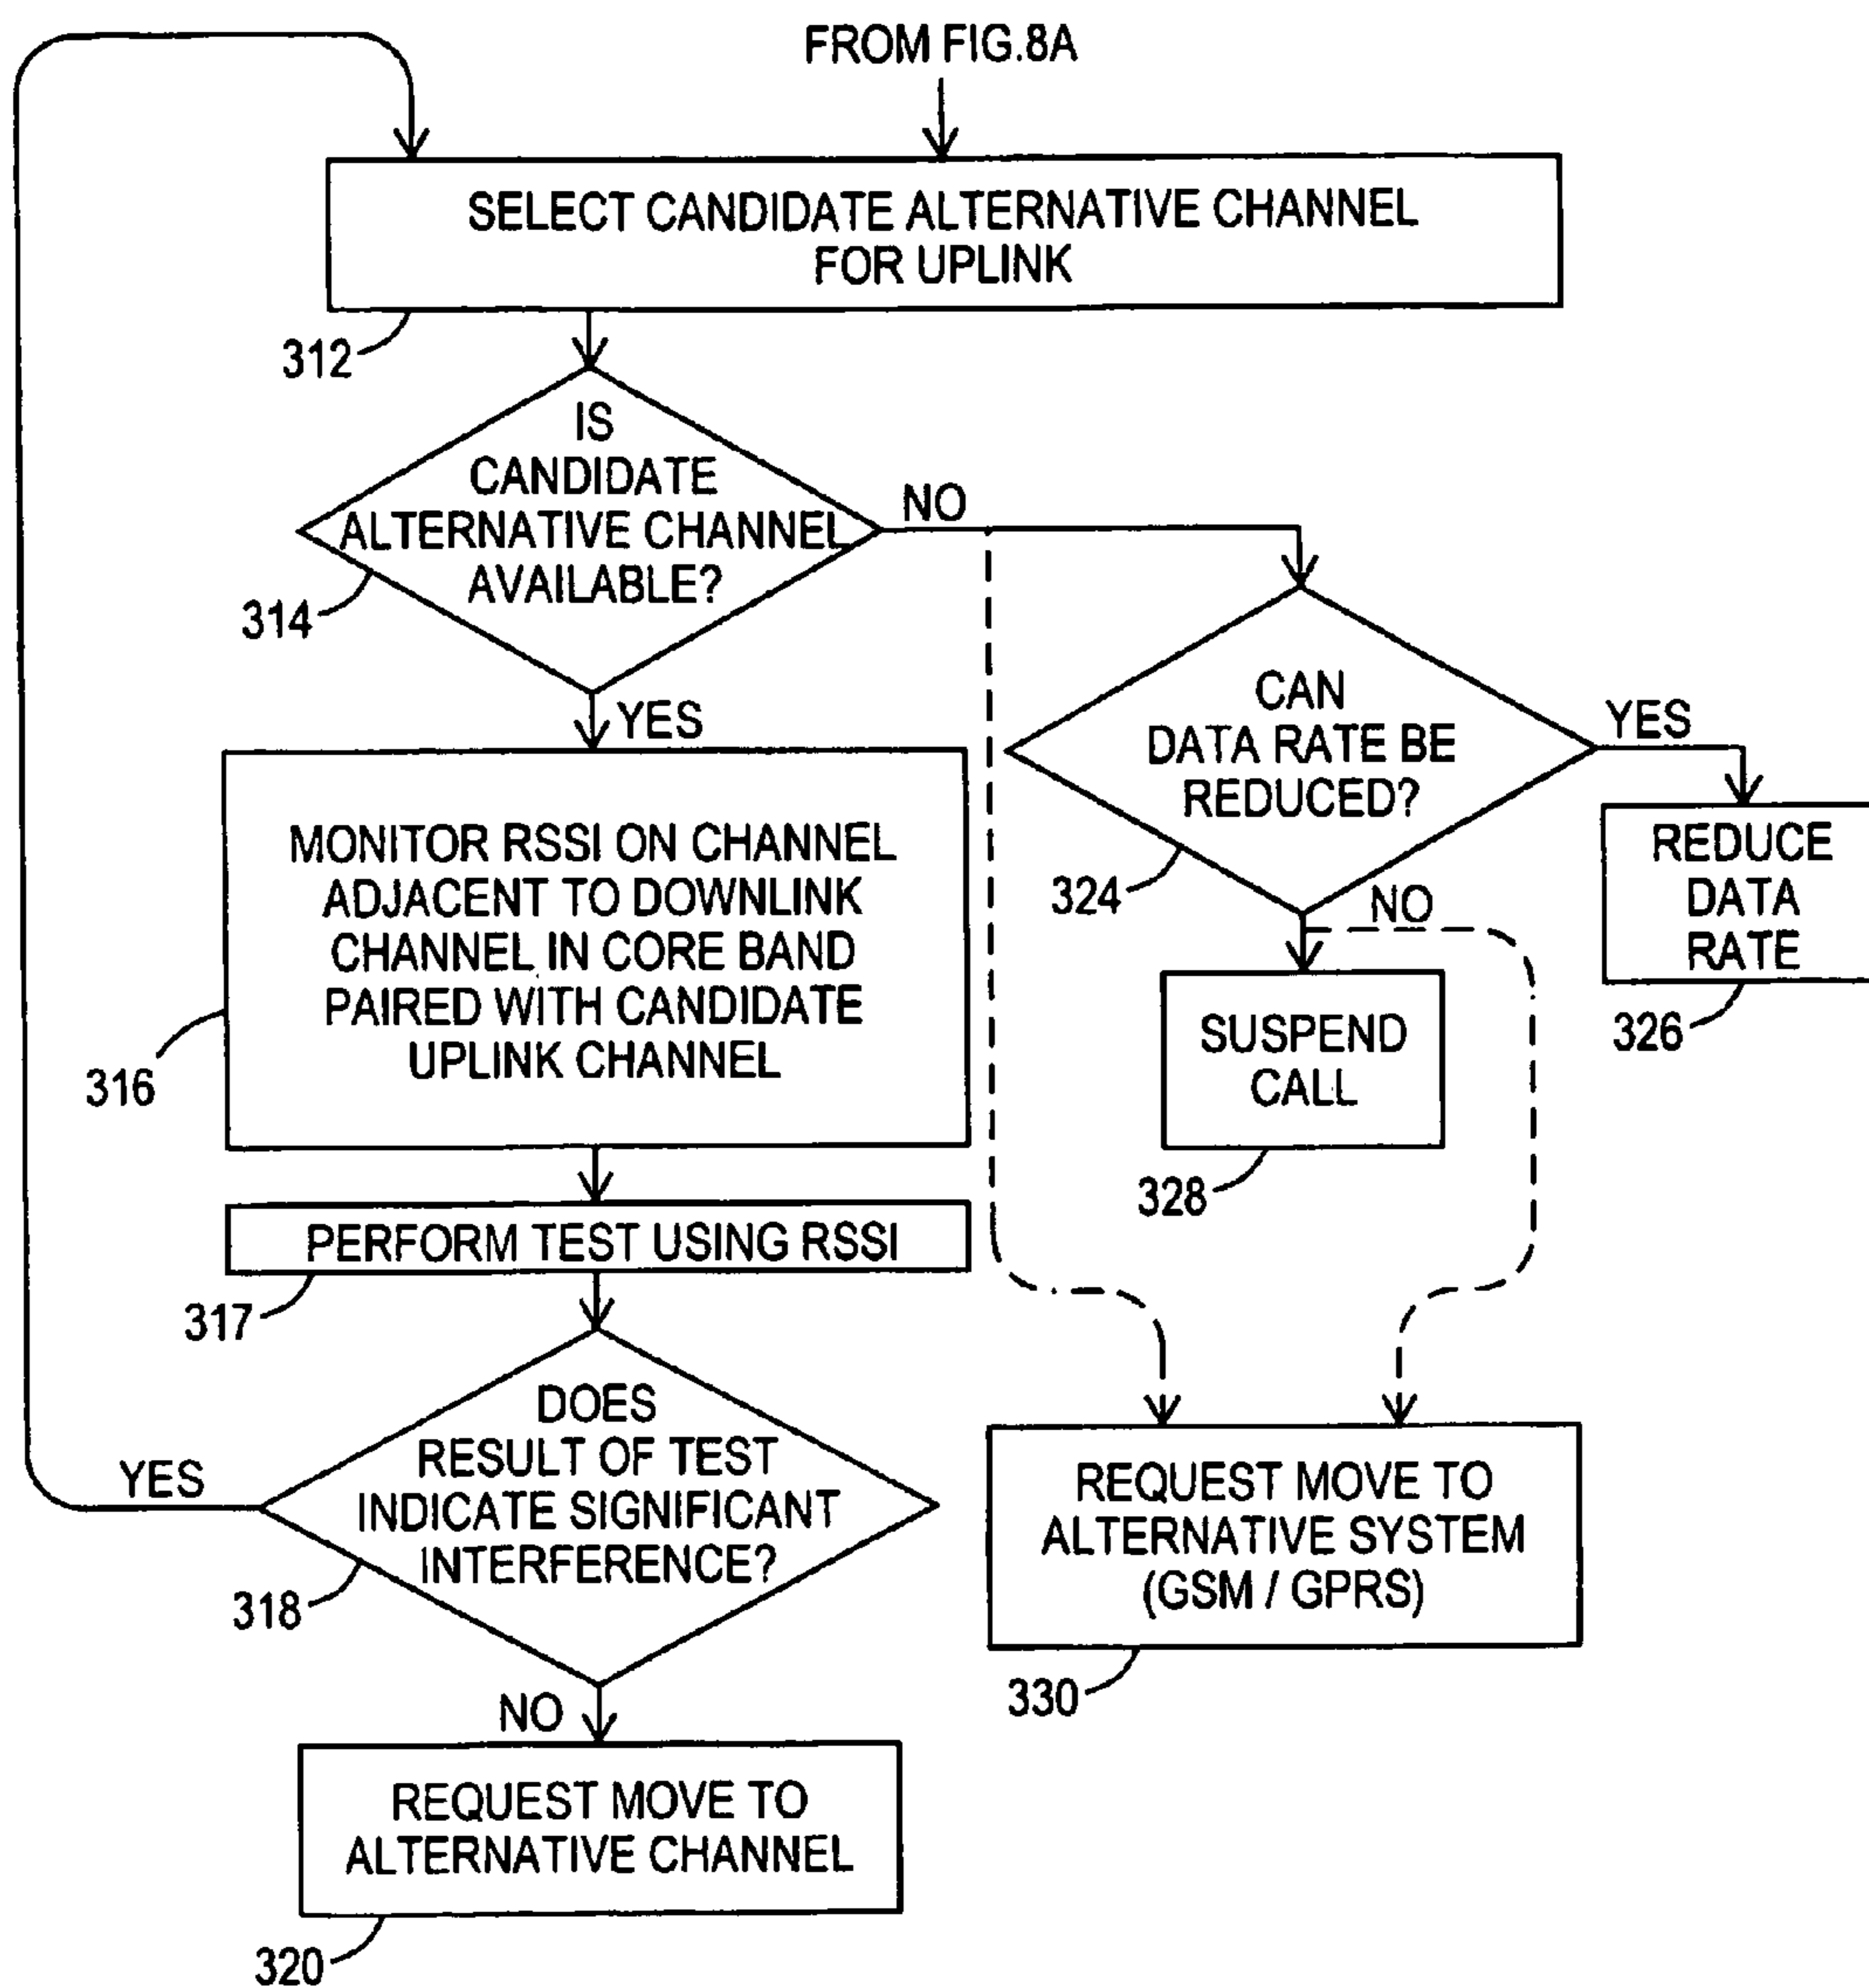 FROM FIG.8A
SELECT CANDIDATE ALTERNATIVE CHANNEL
FOR UPLINK
312
IS
CANDIDATE
ALTERNATIVE CHANNEL
AVAILABLE?
314
NO
YES
CAN
DATA RATE BE
REDUCED?
324
YES
NO
REDUCE
DATA
RATE
326
MONITOR RSSI ON CHANNEL
ADJACENT TO DOWNLINK
CHANNEL IN CORE BAND
PAIRED WITH CANDIDATE
UPLINK CHANNEL
316
SUSPEND
CALL
328
PERFORM TEST USING RSSI
317
DOES
RESULT OF TEST
INDICATE SIGNIFICANT
INTERFERENCE?
318
YES
NO
REQUEST MOVE TO
ALTERNATIVE SYSTEM
(GSM / GPRS)
330
REQUEST MOVE TO
ALTERNATIVE CHANNEL
320